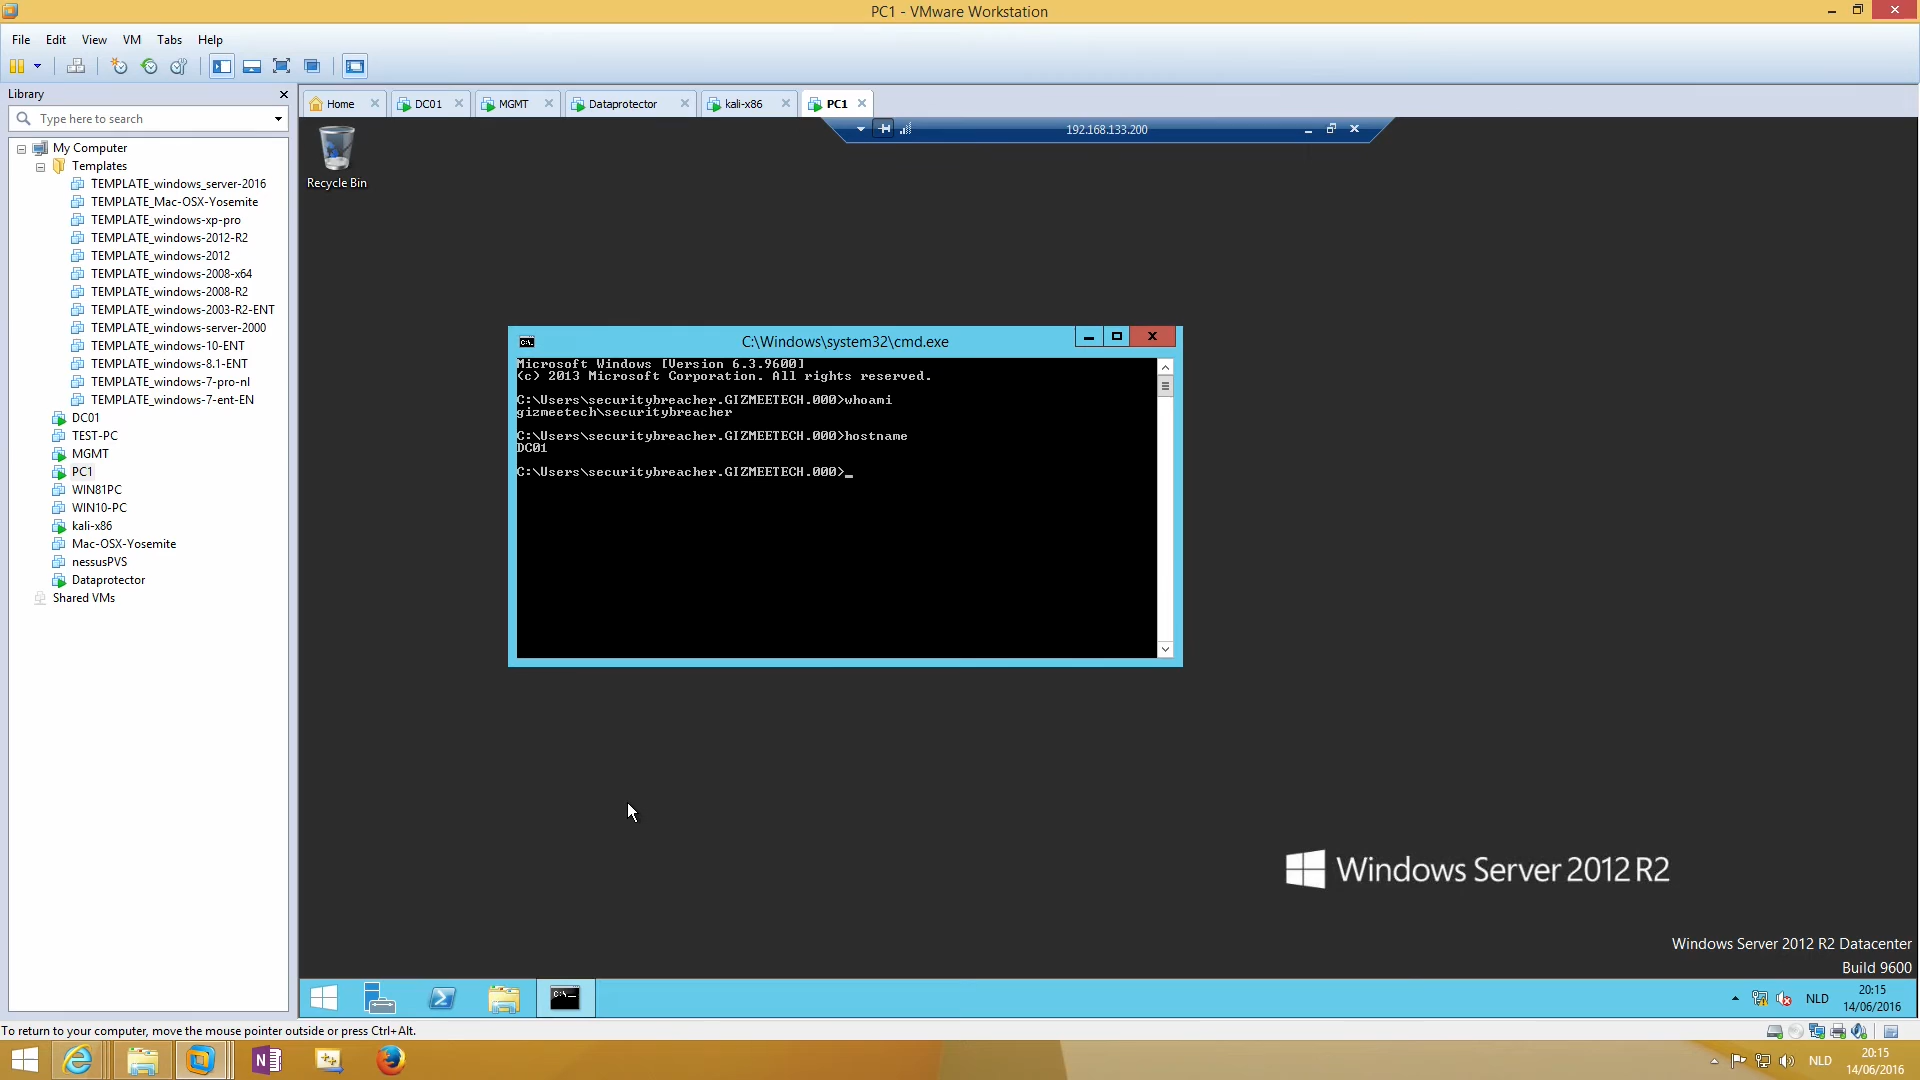 PC1 - VMware Workstation
File Edit View VM Tabs Help
Library
Type here to search
My Computer
Templates
TEMPLATE_windows_server-2016
TEMPLATE_Mac-OSX-Yosemite
TEMPLATE_windows-xp-pro
TEMPLATE_windows-2012-R2
TEMPLATE_windows-2012
TEMPLATE_windows-2008-x64
TEMPLATE_windows-2008-R2
TEMPLATE_windows-2003-R2-ENT
TEMPLATE_windows-server-2000
TEMPLATE_windows-10-ENT
TEMPLATE_windows-8.1-ENT
TEMPLATE_windows-7-pro-nl
TEMPLATE_windows-7-ent-EN
DC01
TEST-PC
MGMT
PC1
WIN81PC
WIN10-PC
kali-x86
Mac-OSX-Yosemite
nessusPVS
Dataprotector
Shared VMs
Home DC01 MGMT Dataprotector kali-x86 PC1
192.168.133.200
Recycle Bin
C:\Windows\system32\cmd.exe
Microsoft Windows [Version 6.3.9600]
(c) 2013 Microsoft Corporation. All rights reserved.
C:\Users\securitybreacher.GIZMEETECH.000>whoami
gizmeetech\securitybreacher
C:\Users\securitybreacher.GIZMEETECH.000>hostname
DC01
C:\Users\securitybreacher.GIZMEETECH.000>_
Windows Server 2012 R2
Windows Server 2012 R2 Datacenter
Build 9600
NLD
20:15
14/06/2016
To return to your computer, move the mouse pointer outside or press Ctrl+Alt.
NLD
20:15
14/06/2016